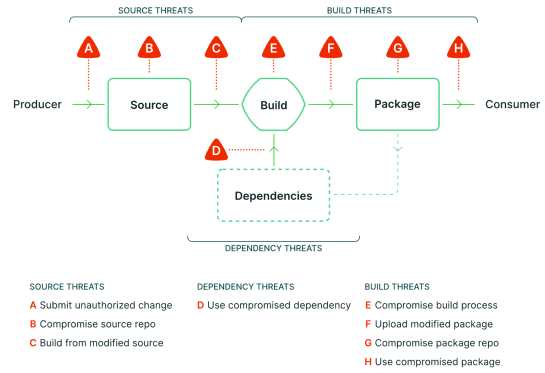 SOURCE THREATS
BUILD THREATS
A
B
C
E
F
G
H
Producer
Source
Build
Package
Consumer
D
Dependencies
DEPENDENCY THREATS
SOURCE THREATS
A Submit unauthorized change
B Compromise source repo
C Build from modified source
DEPENDENCY THREATS
D Use compromised dependency
BUILD THREATS
E Compromise build process
F Upload modified package
G Compromise package repo
H Use compromised package